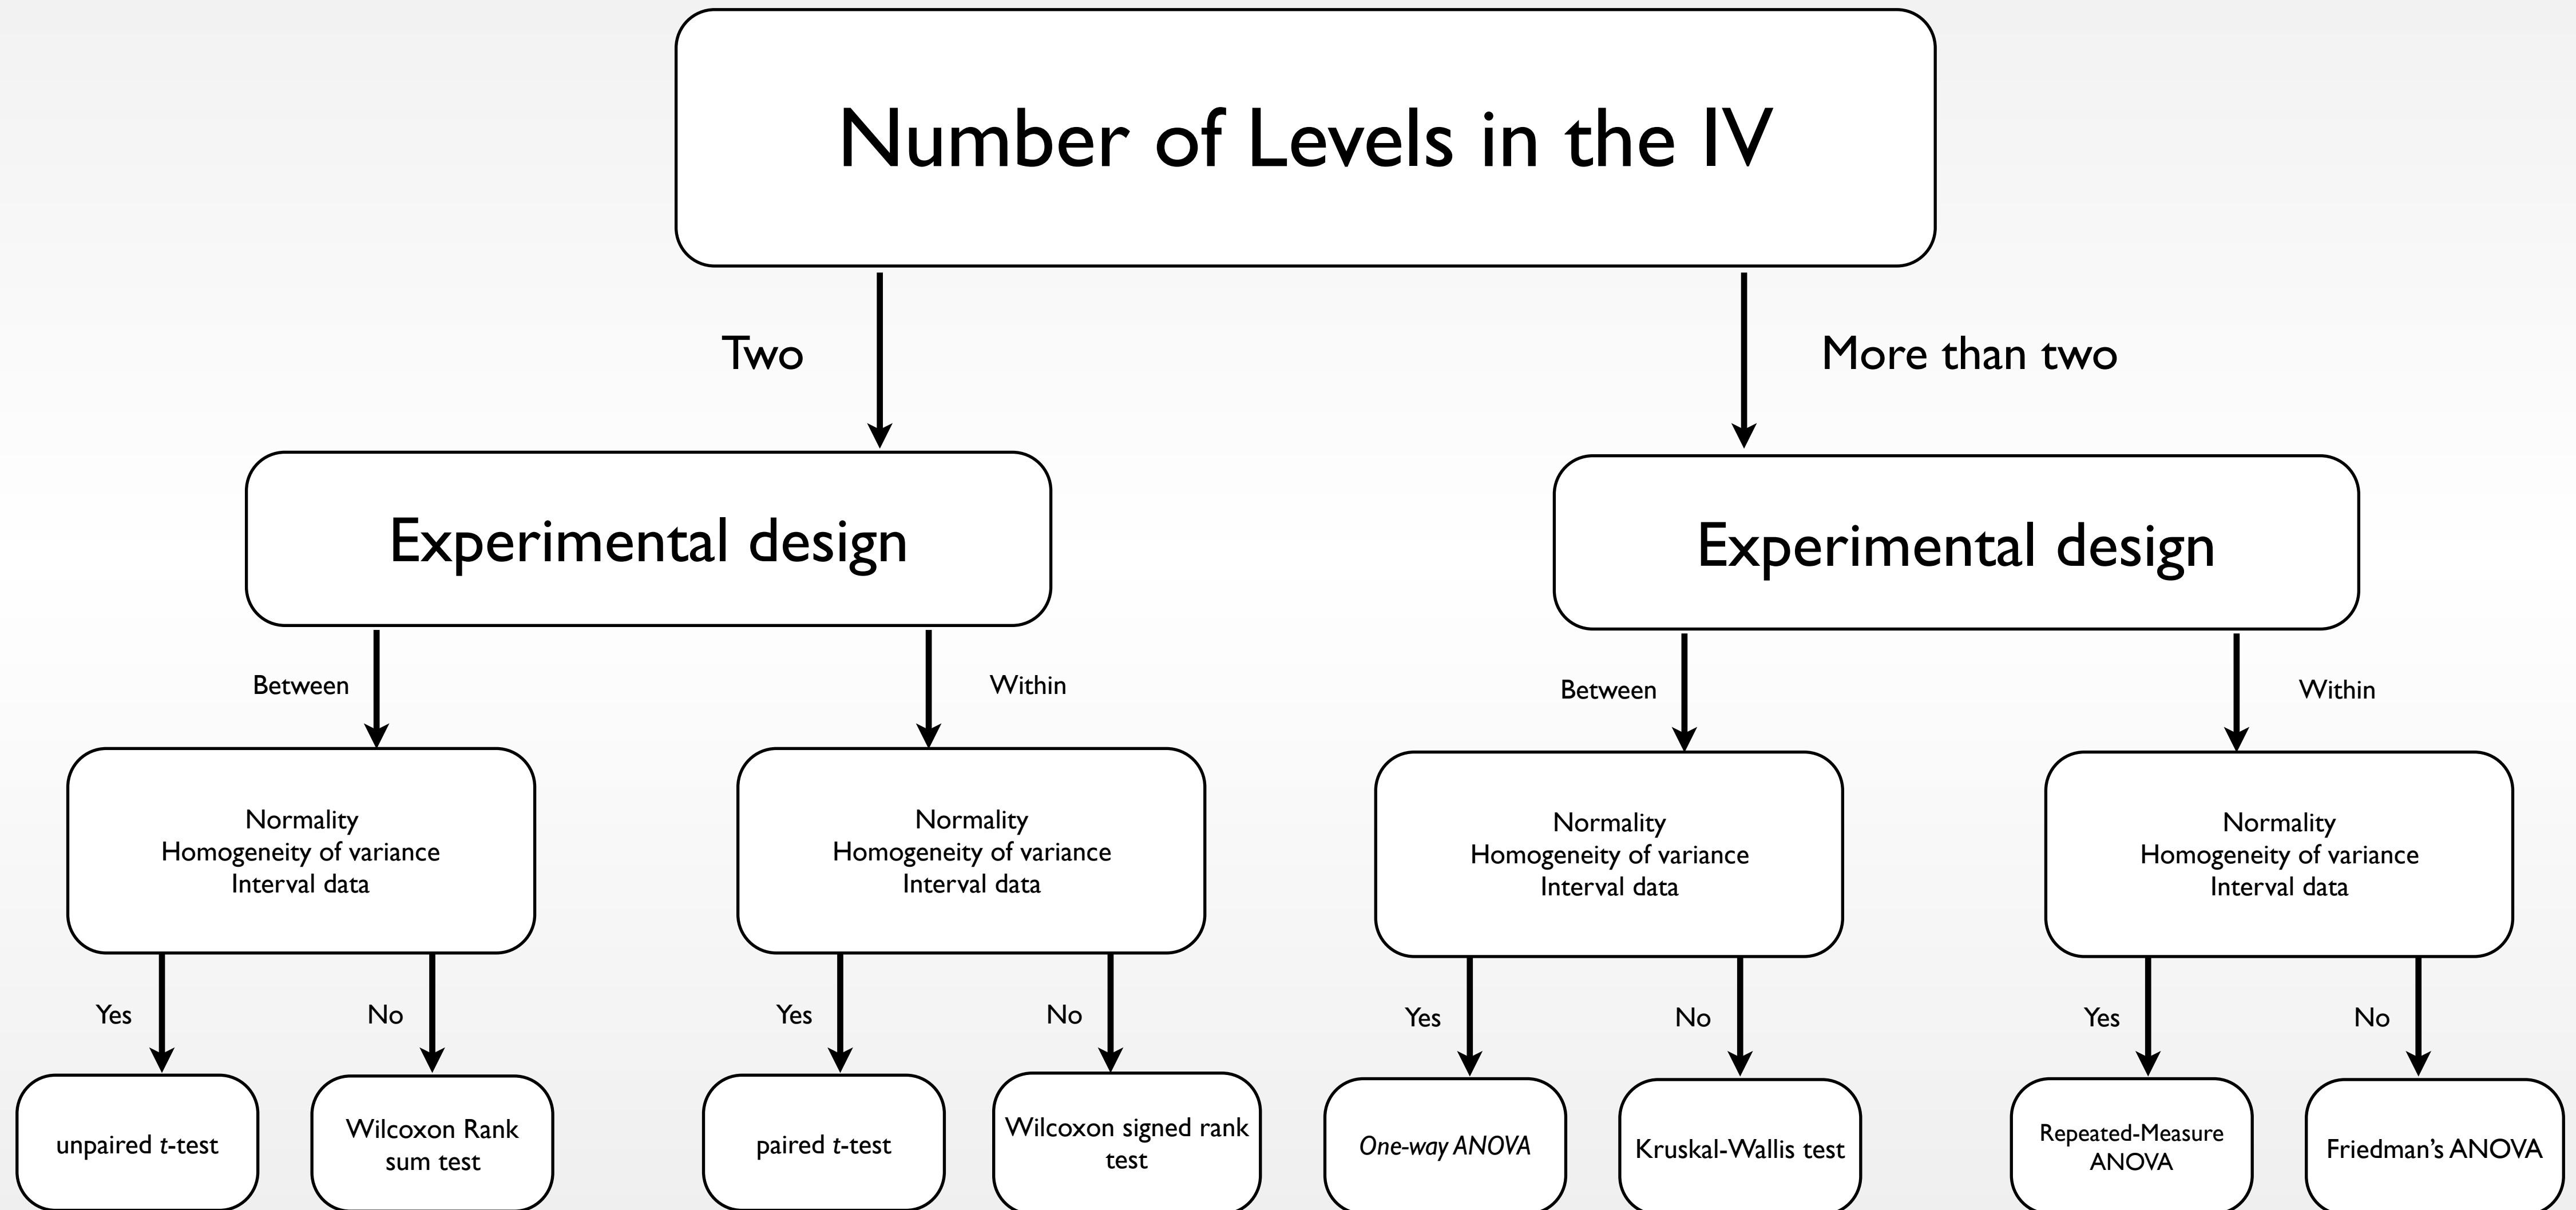 Number of Levels in the IV
Two
More than two
Experimental design
Experimental design
Between
Within
Between
Within
Normality
Homogeneity of variance
Interval data
Normality
Homogeneity of variance
Interval data
Normality
Homogeneity of variance
Interval data
Normality
Homogeneity of variance
Interval data
Yes
No
Yes
No
Yes
No
Yes
No
unpaired t-test
Wilcoxon Rank
sum test
paired t-test
Wilcoxon signed rank
test
One-way ANOVA
Kruskal-Wallis test
Repeated-Measure
ANOVA
Friedman’s ANOVA